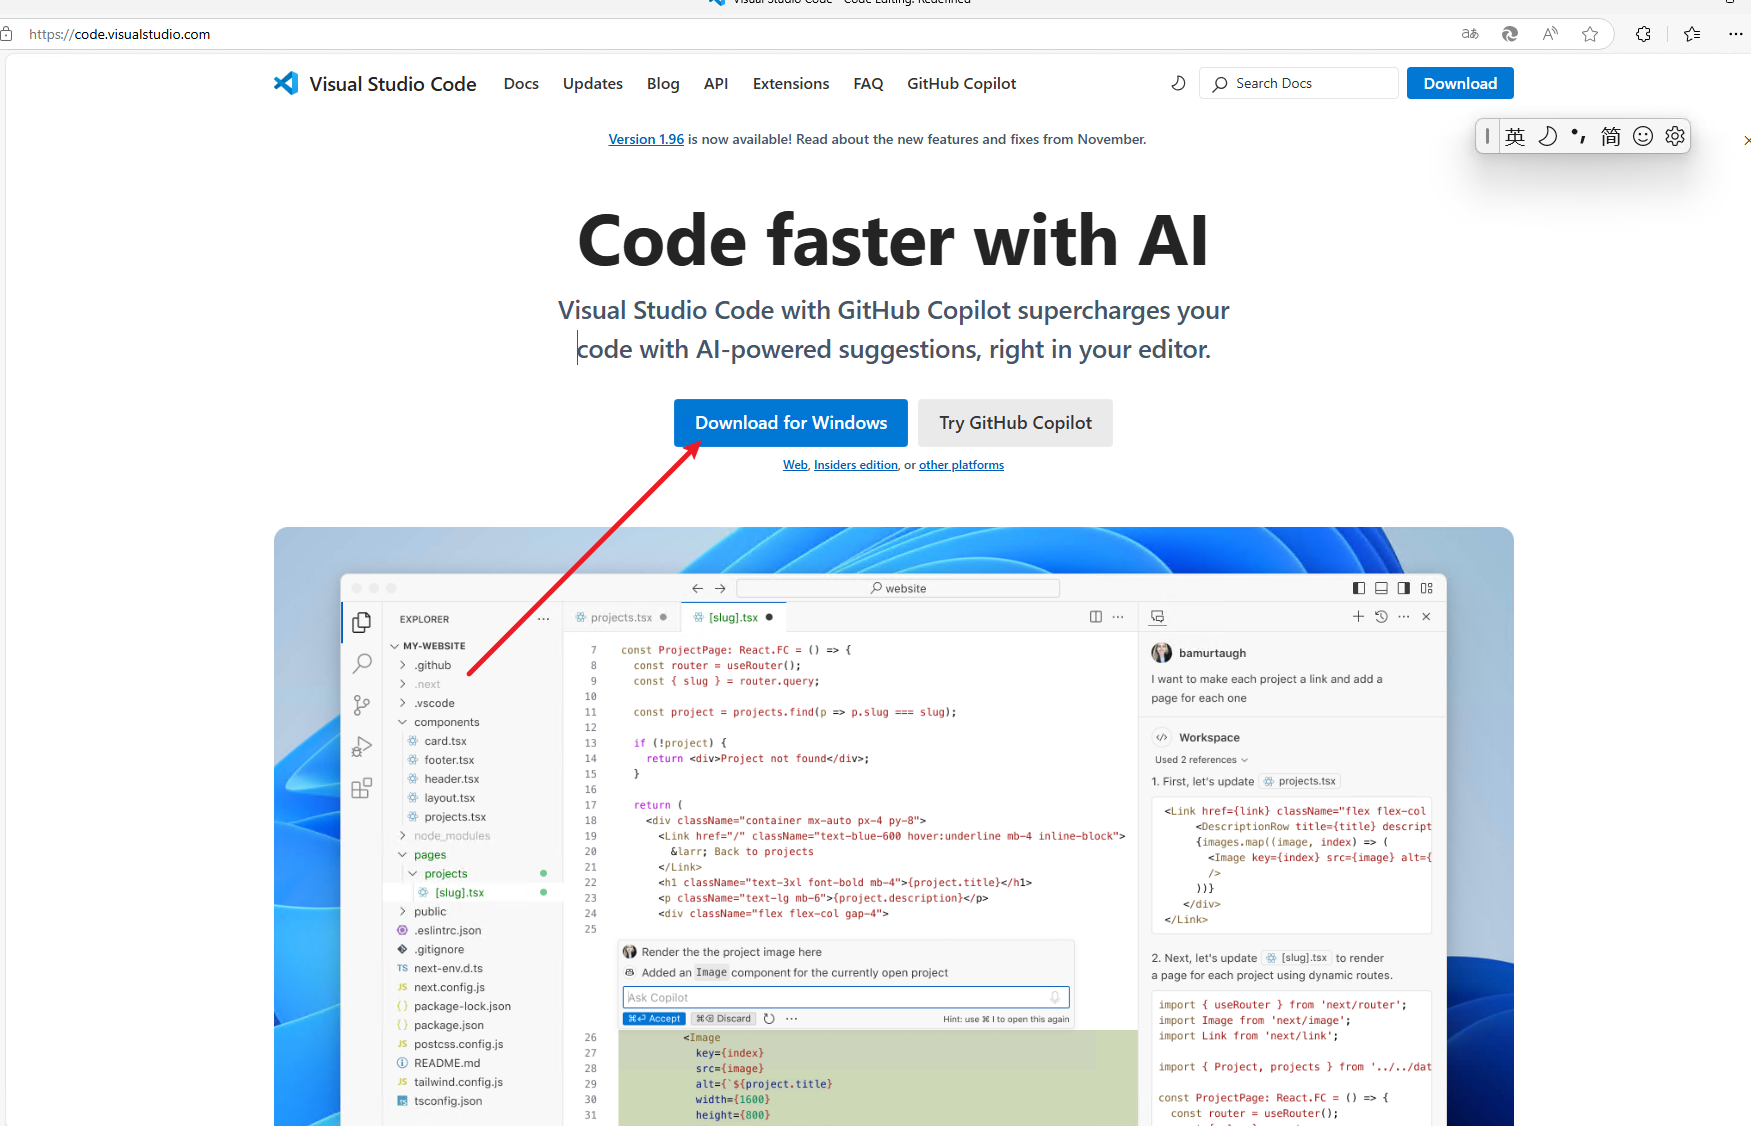 Visual Studio Code - Code Editing. Redefined
https://code.visualstudio.com
Visual Studio Code Docs Updates Blog API Extensions FAQ GitHub Copilot Search Docs Download
Version 1.96 is now available! Read about the new features and fixes from November.
英 简
Code faster with AI
Visual Studio Code with GitHub Copilot supercharges your
code with AI-powered suggestions, right in your editor.
Download for Windows Try GitHub Copilot
Web, Insiders edition, or other platforms
website
EXPLORER
MY-WEBSITE
.github
.next
.vscode
components
card.tsx
footer.tsx
header.tsx
layout.tsx
projects.tsx
node_modules
pages
projects
[slug].tsx
public
.eslintrc.json
.gitignore
TS next-env.d.ts
JS next.config.js
{} package-lock.json
{} package.json
JS postcss.config.js
README.md
JS tailwind.config.js
tsconfig.json
projects.tsx [slug].tsx
7 const ProjectPage: React.FC = () => {
8 const router = useRouter();
9 const { slug } = router.query;
10
11 const project = projects.find(p => p.slug === slug);
12
13 if (!project) {
14 return <div>Project not found</div>;
15 }
16
17 return (
18 <div className="container mx-auto px-4 py-8">
19 <Link href="/" className="text-blue-600 hover:underline mb-4 inline-block">
20 &larr; Back to projects
21 </Link>
22 <h1 className="text-3xl font-bold mb-4">{project.title}</h1>
23 <p className="text-lg mb-6">{project.description}</p>
24 <div className="flex flex-col gap-4">
25
Render the the project image here
Added an Image component for the currently open project
Ask Copilot
⌘⏎ Accept ⌘⌫ Discard Hint: use ⌘ I to open this again
26 <Image
27 key={index}
28 src={image}
29 alt={`${project.title}
30 width={1600}
31 height={800}
bamurtaugh
I want to make each project a link and add a
page for each one
Workspace
Used 2 references
1. First, let's update projects.tsx
<Link href={link} className="flex flex-col
<DescriptionRow title={title} descript
{images.map((image, index) => (
<Image key={index} src={image} alt={
/>
))}
</div>
</Link>
2. Next, let's update [slug].tsx to render
a page for each project using dynamic routes.
import { useRouter } from 'next/router';
import Image from 'next/image';
import Link from 'next/link';
import { Project, projects } from '../../dat
const ProjectPage: React.FC = () => {
const router = useRouter();